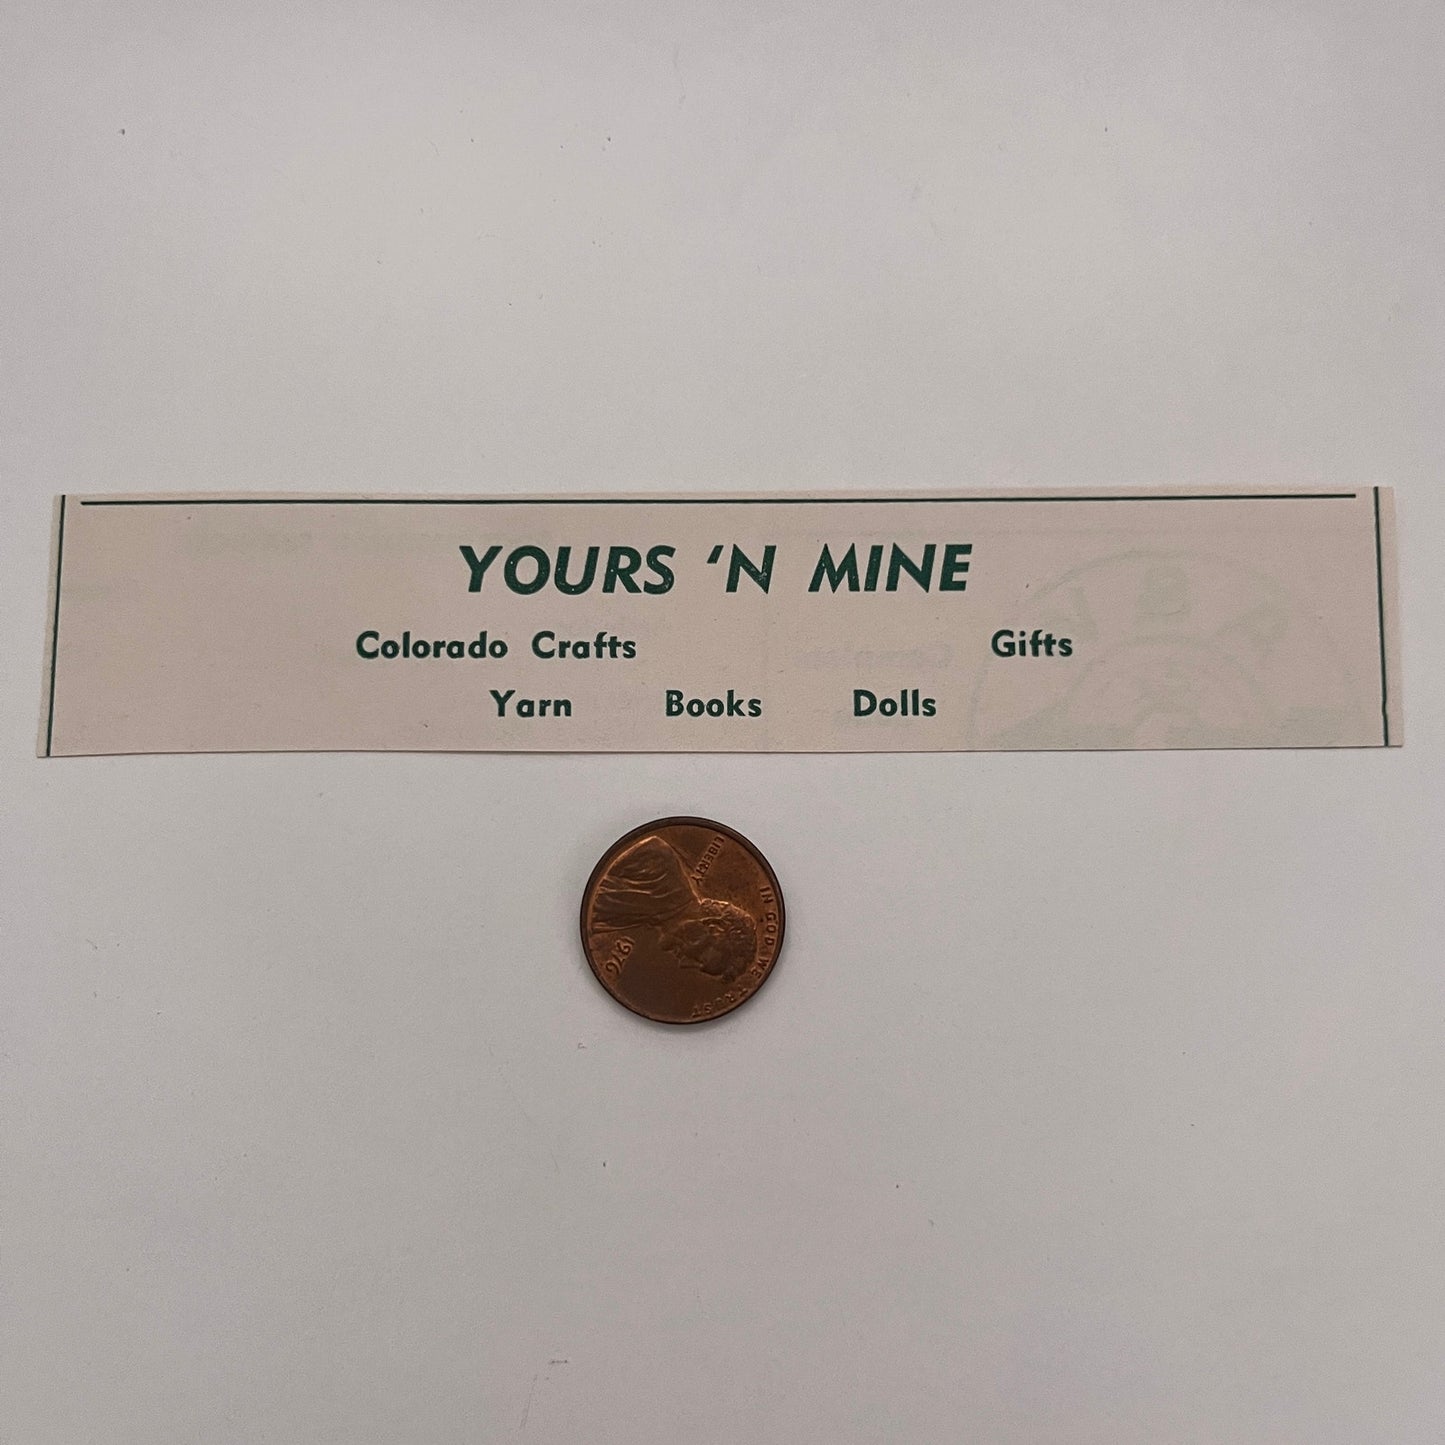 YOURS ‘N MINE
Colorado Crafts Gifts
Yarn Books Dolls
LIBERTY
IN GOD WE TRUST
1976